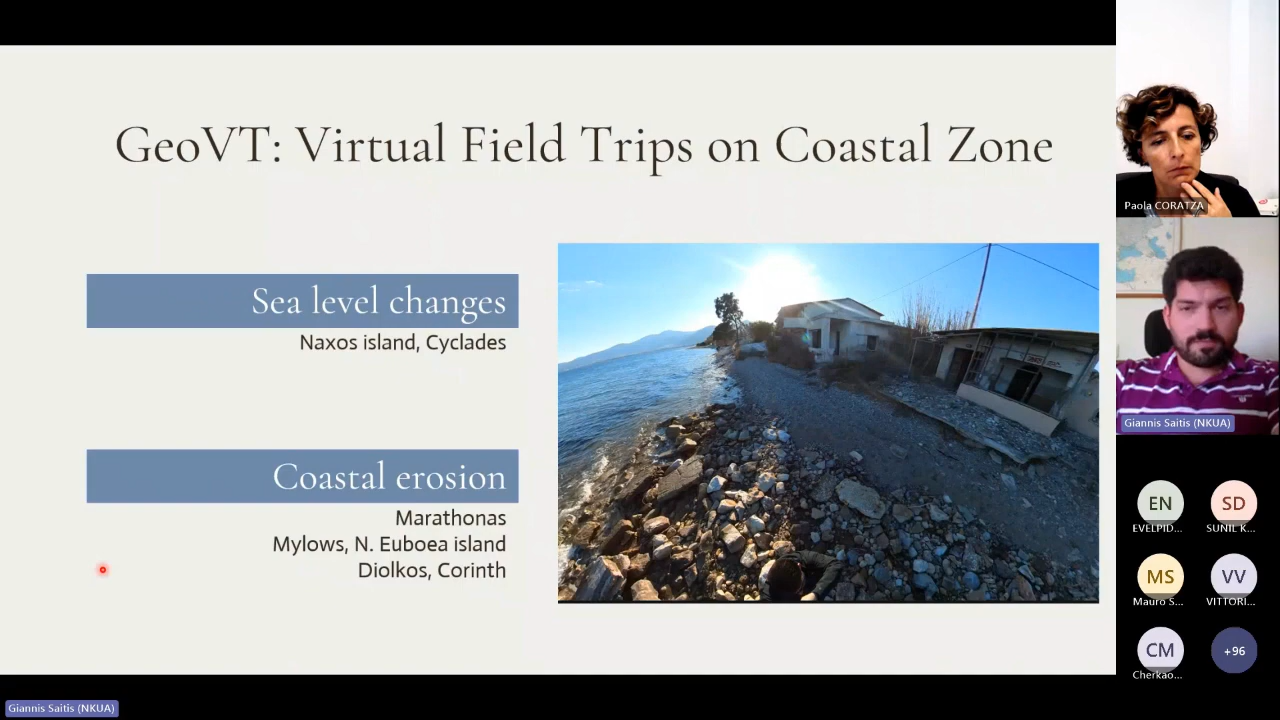 GeoVT: Virtual Field Trips on Coastal Zone
Sea level changes
Naxos island, Cyclades
Coastal erosion
Marathonas
Mylows, N. Euboea island
Diolkos, Corinth
Paola CORATZA
Giannis Saitis (NKUA)
EN
SD
EVELPID...
SUNIL K...
MS
VV
Mauro S...
VITTORI...
CM
+96
Cherkao...
Giannis Saitis (NKUA)